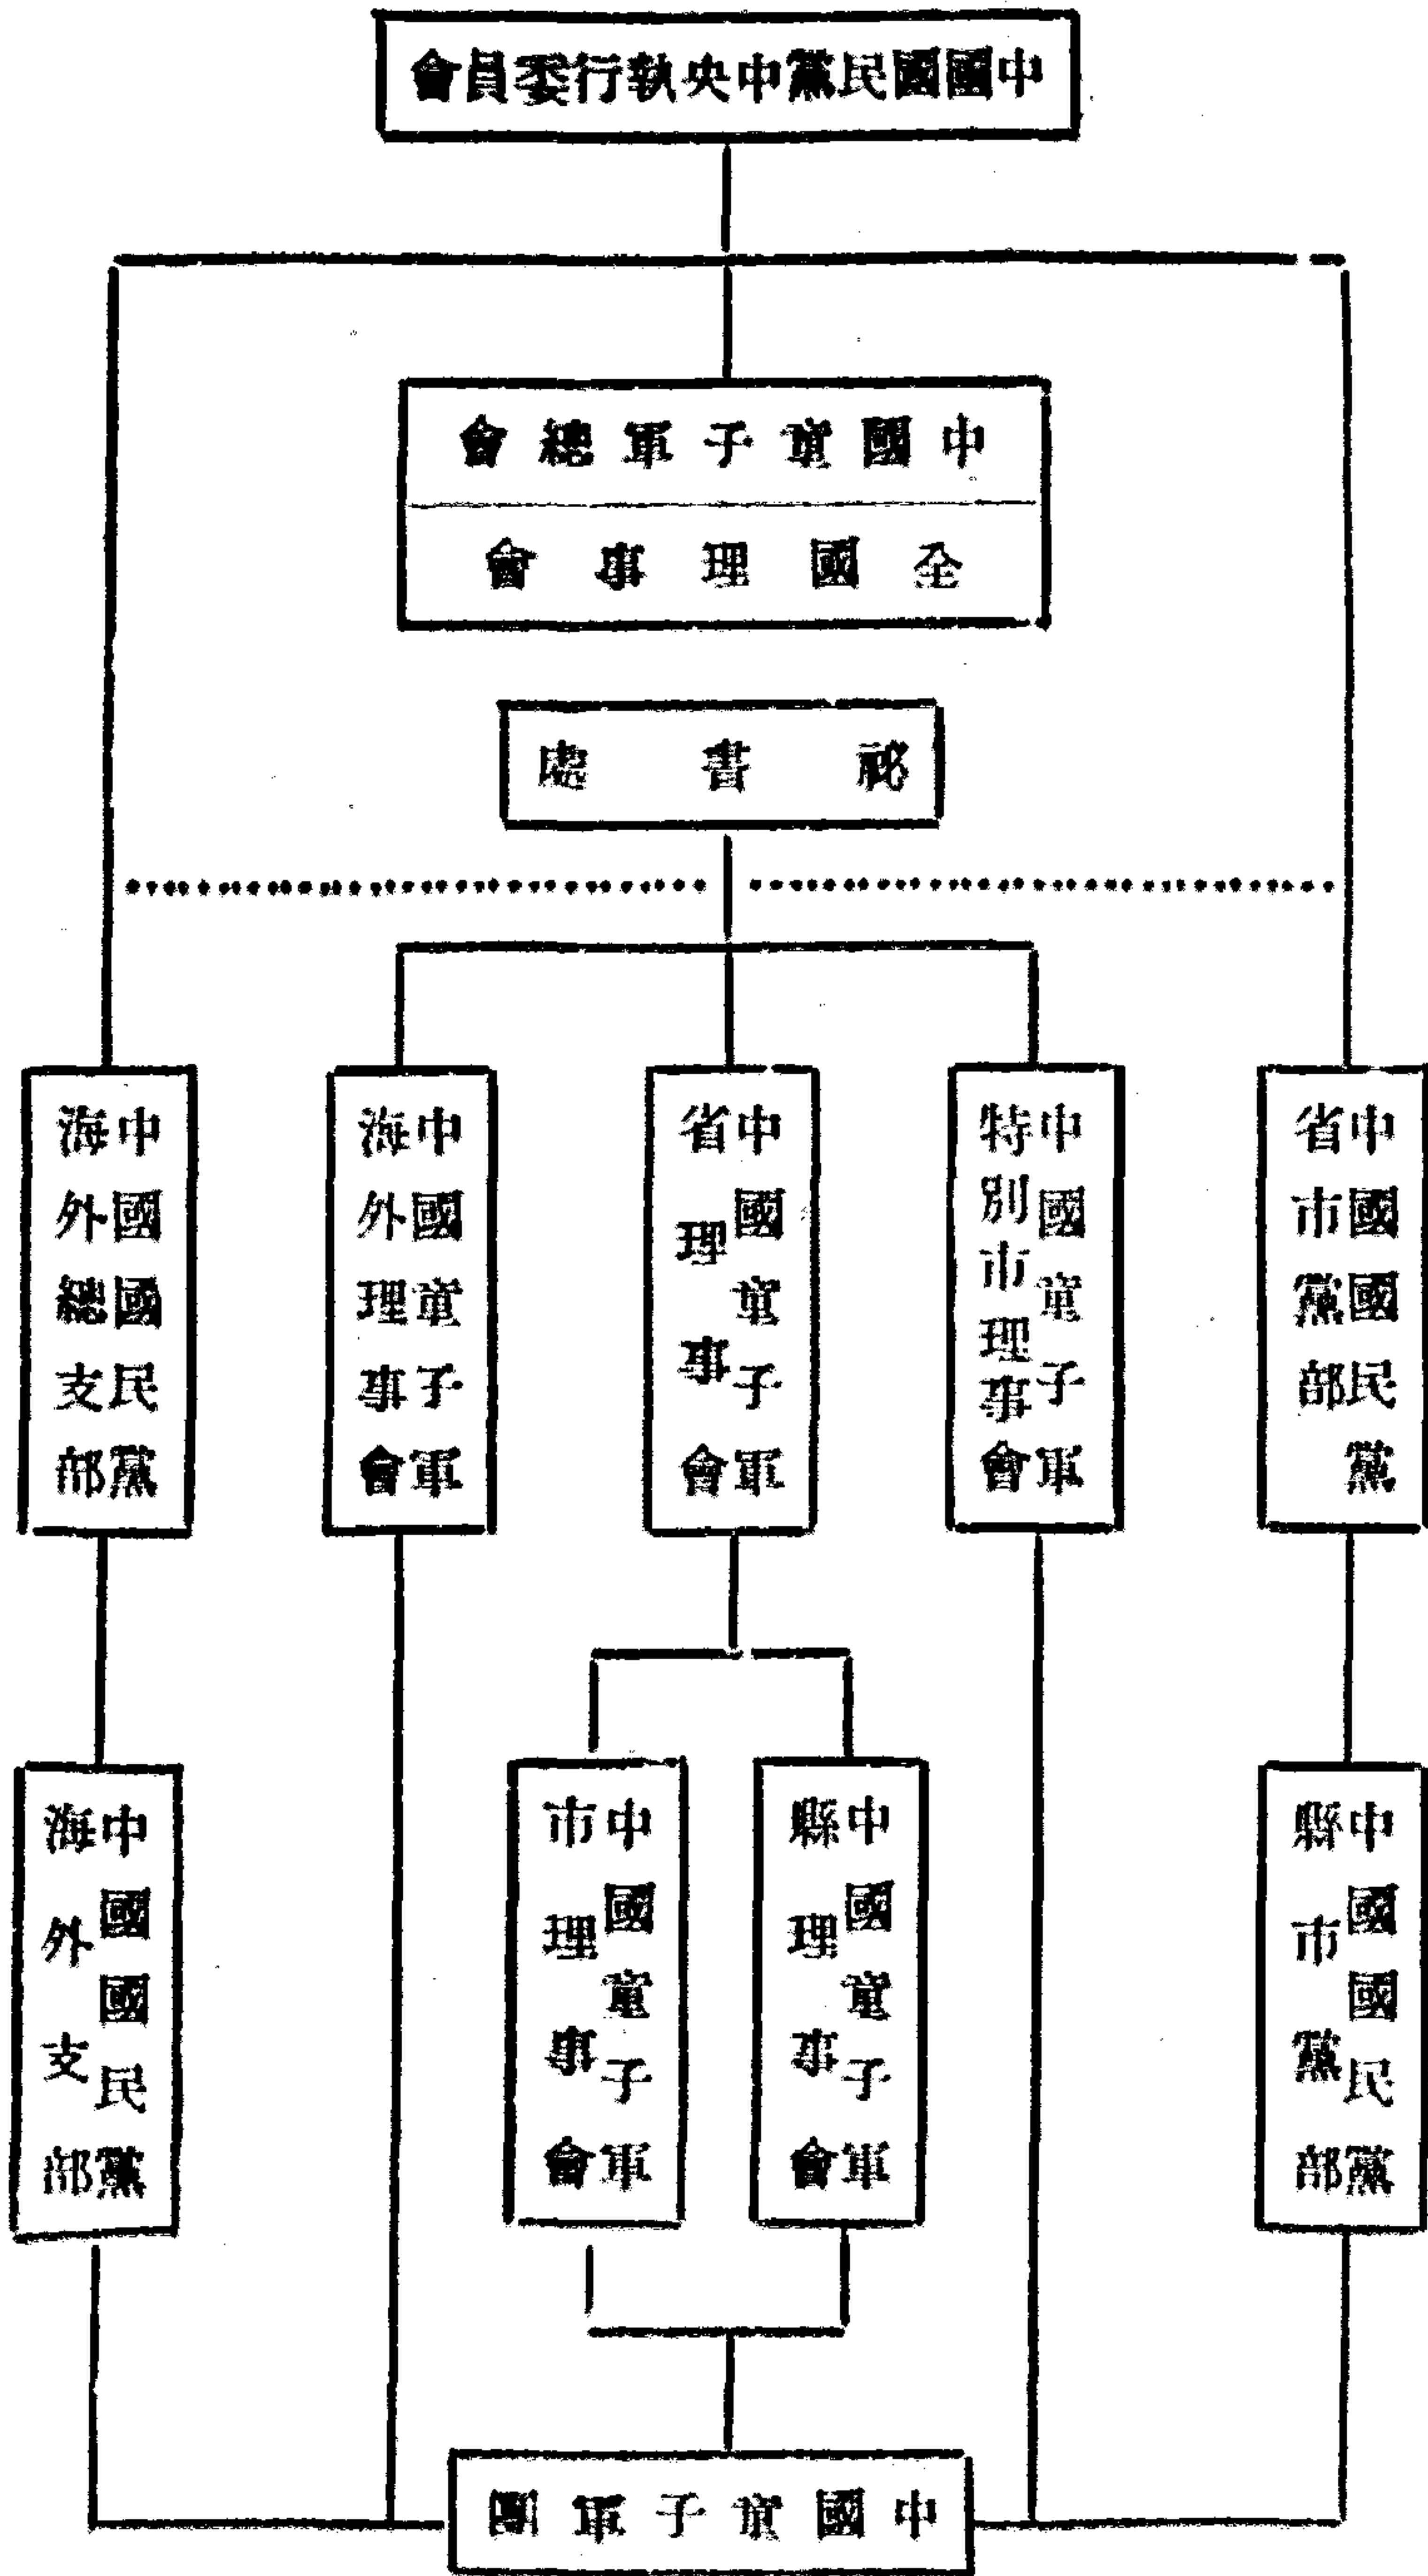 中國國民黨中央執行委員會
中國童子軍總會
全國理事會
祕書處
中國國民黨
省市黨部
中國童子軍
特別市理事會
中國童子軍
省理事會
中國童子軍
海外理事會
中國國民黨
海外總支部
中國國民黨
縣市黨部
中國童子軍
縣理事會
中國童子軍
市理事會
中國國民黨
海外支部
中國童子軍團